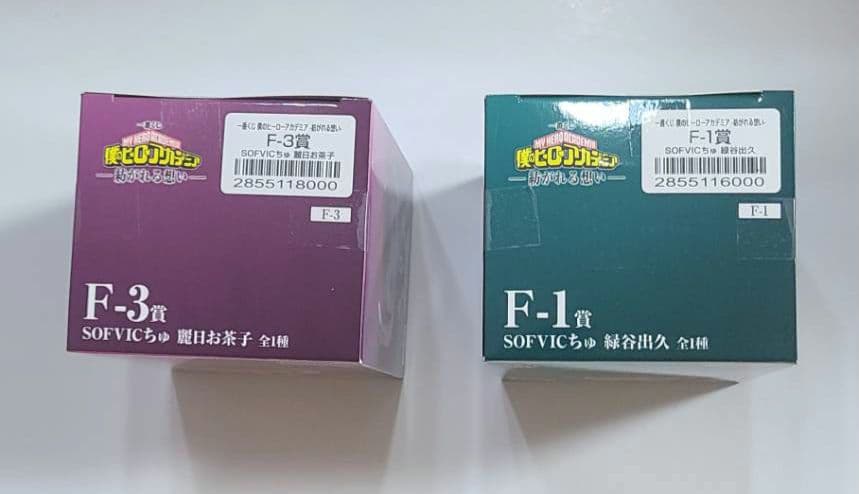 一番くじ
MY HERO ACADEMIA
僕のヒーローアカデミア
―紡がれる想い―
一番くじ 僕のヒーローアカデミア -紡がれる想い
F-3賞
SOFVICちゅ 麗日お茶子
2855118000
F-3
F-3賞
SOFVICちゅ 麗日お茶子 全1種
一番くじ
MY HERO ACADEMIA
僕のヒーローアカデミア
―紡がれる想い―
一番くじ 僕のヒーローアカデミア -紡がれる想い
F-1賞
SOFVICちゅ 緑谷出久
2855116000
F-1
F-1賞
SOFVICちゅ 緑谷出久 全1種